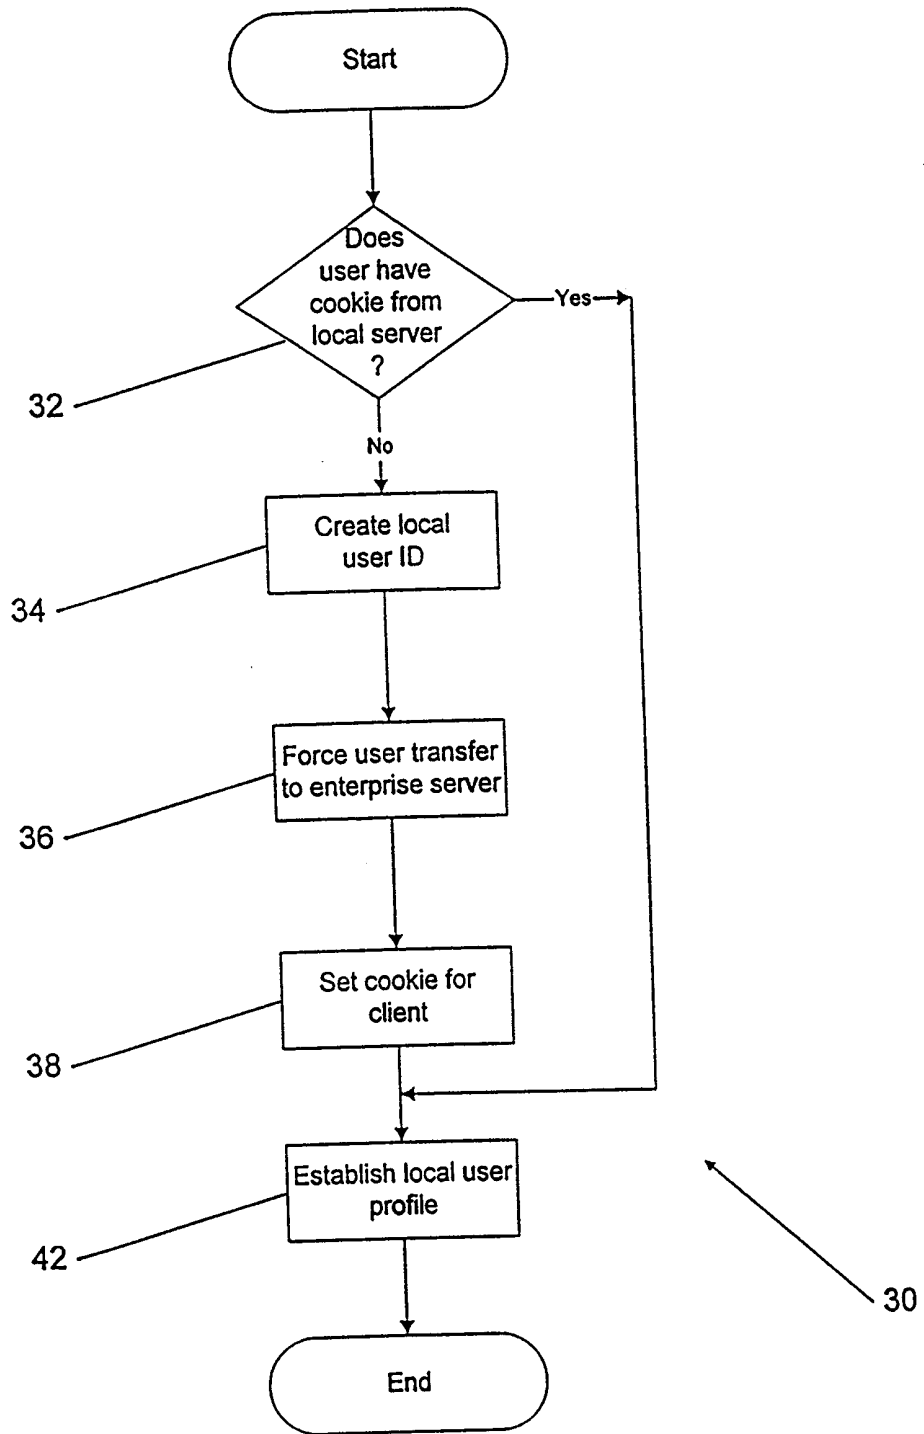 Start
Does
user have
cookie from
local server
?
Yes
32
No
Create local
user ID
34
Force user transfer
to enterprise server
36
Set cookie for
client
38
Establish local user
profile
42
30
End